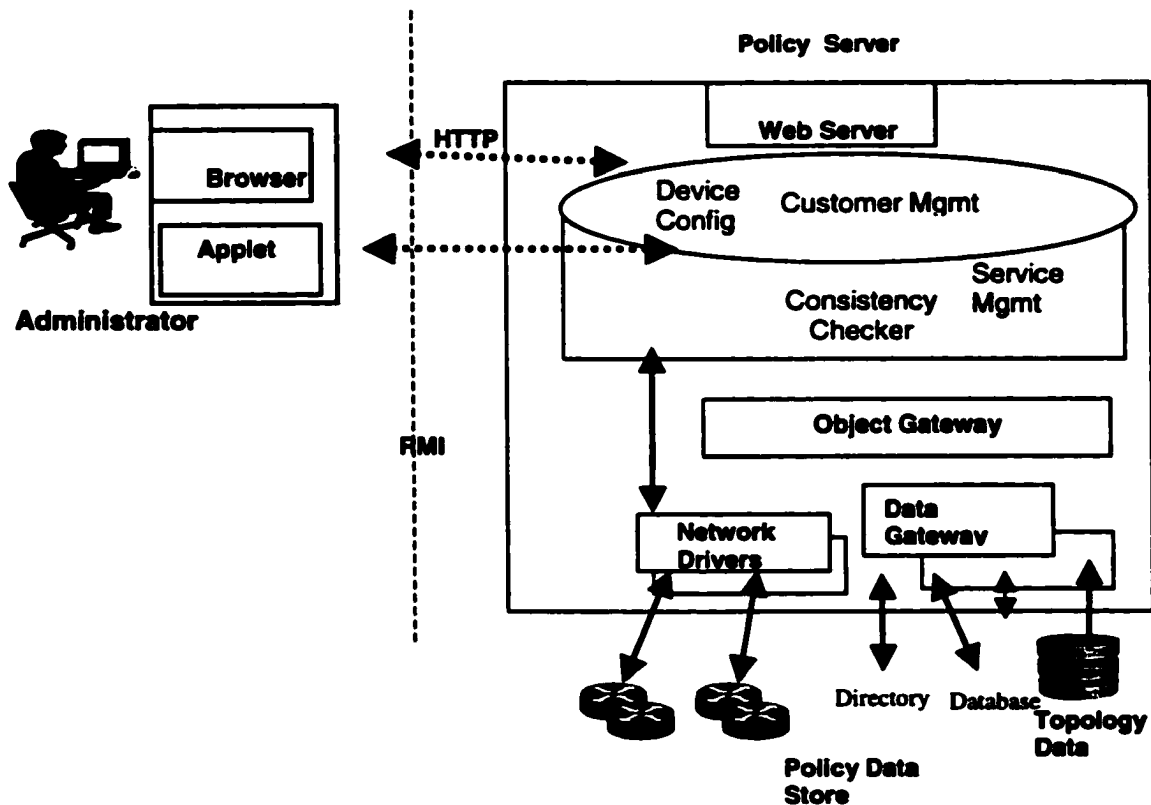 Policy Server
Web Server
HTTP
Browser
Device
Config
Customer Mgmt
Applet
Service
Mgmt
Consistency
Checker
Administrator
Object Gateway
RMI
Data
Gateway
Network
Drivers
Directory
Database
Topology
Data
Policy Data
Store